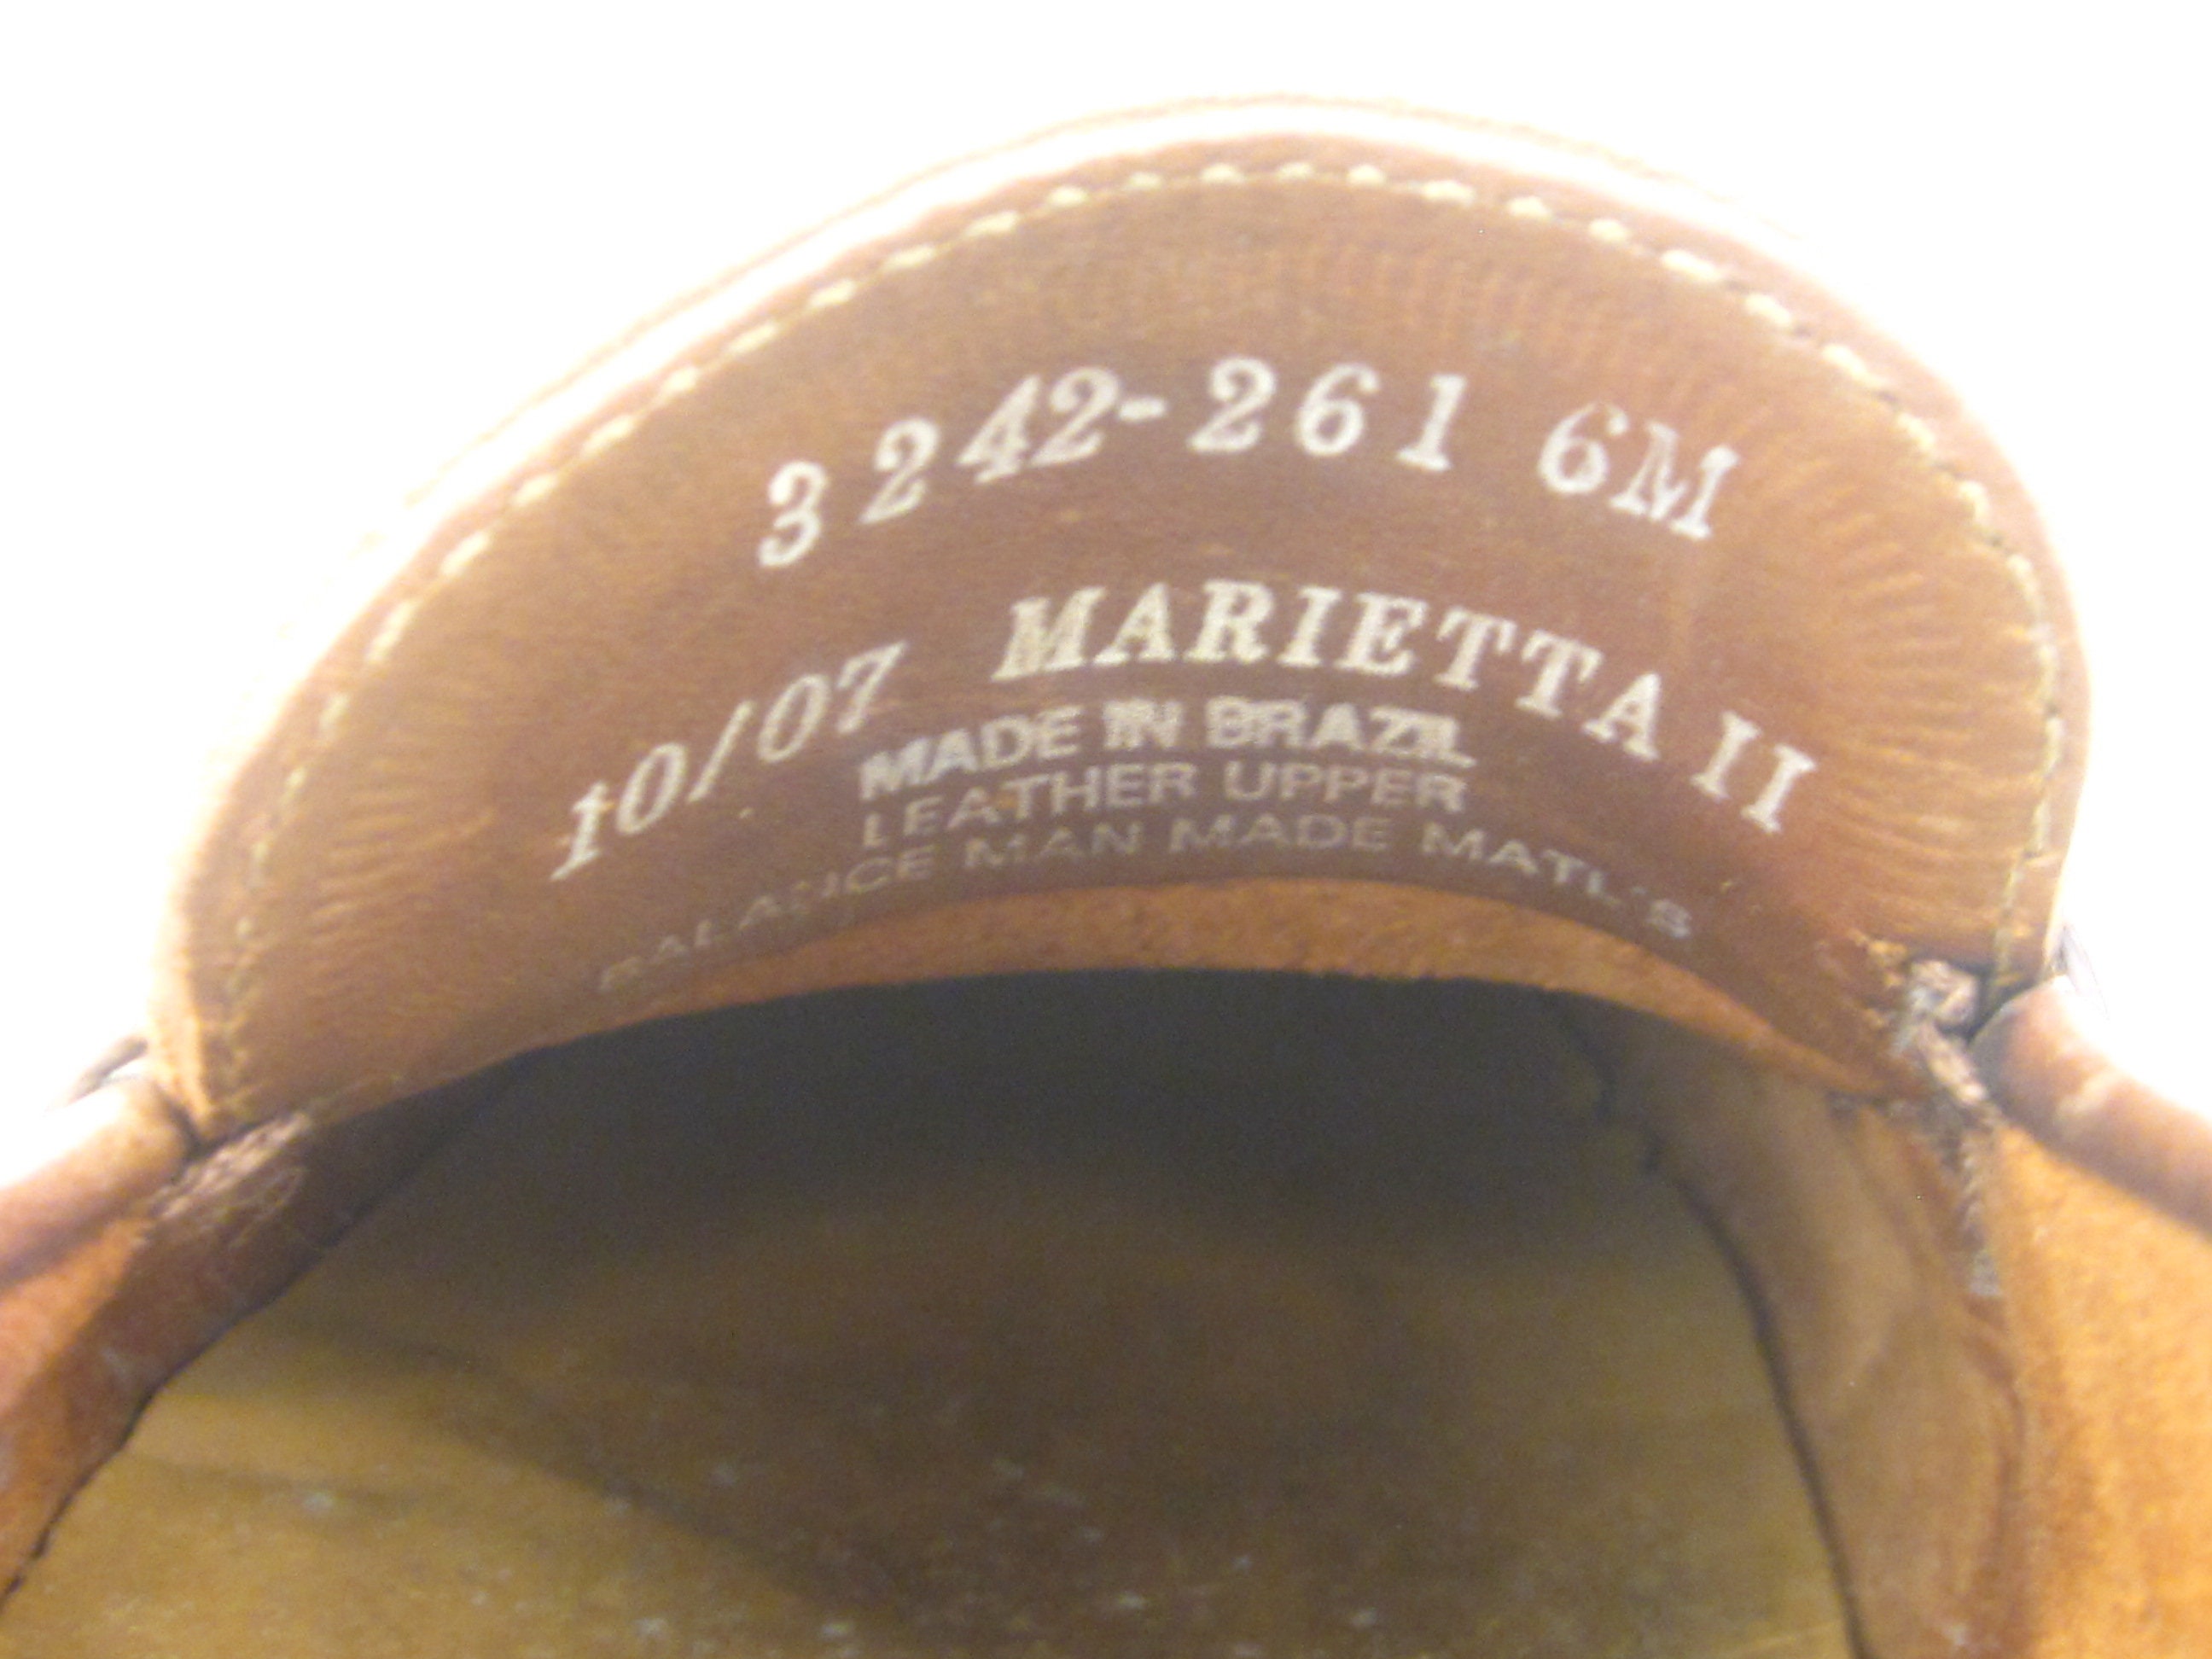 3242-261 6M
10/07 MARIETTA II
MADE IN BRAZIL
LEATHER UPPER
BALANCE MAN MADE MATL'S